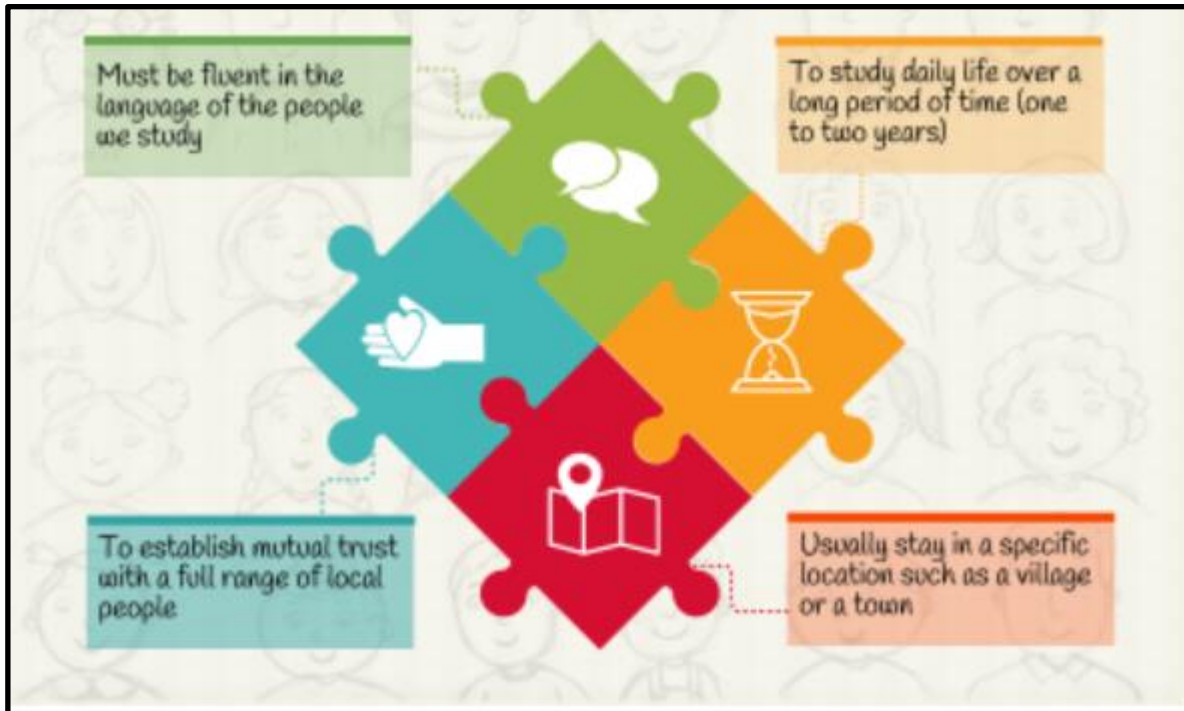 Must be fluent in the
language of the people
we study
To study daily life over a
long period of time (one
to two years)
To establish mutual trust
with a full range of local
people
Usually stay in a specific
location such as a village
or a town